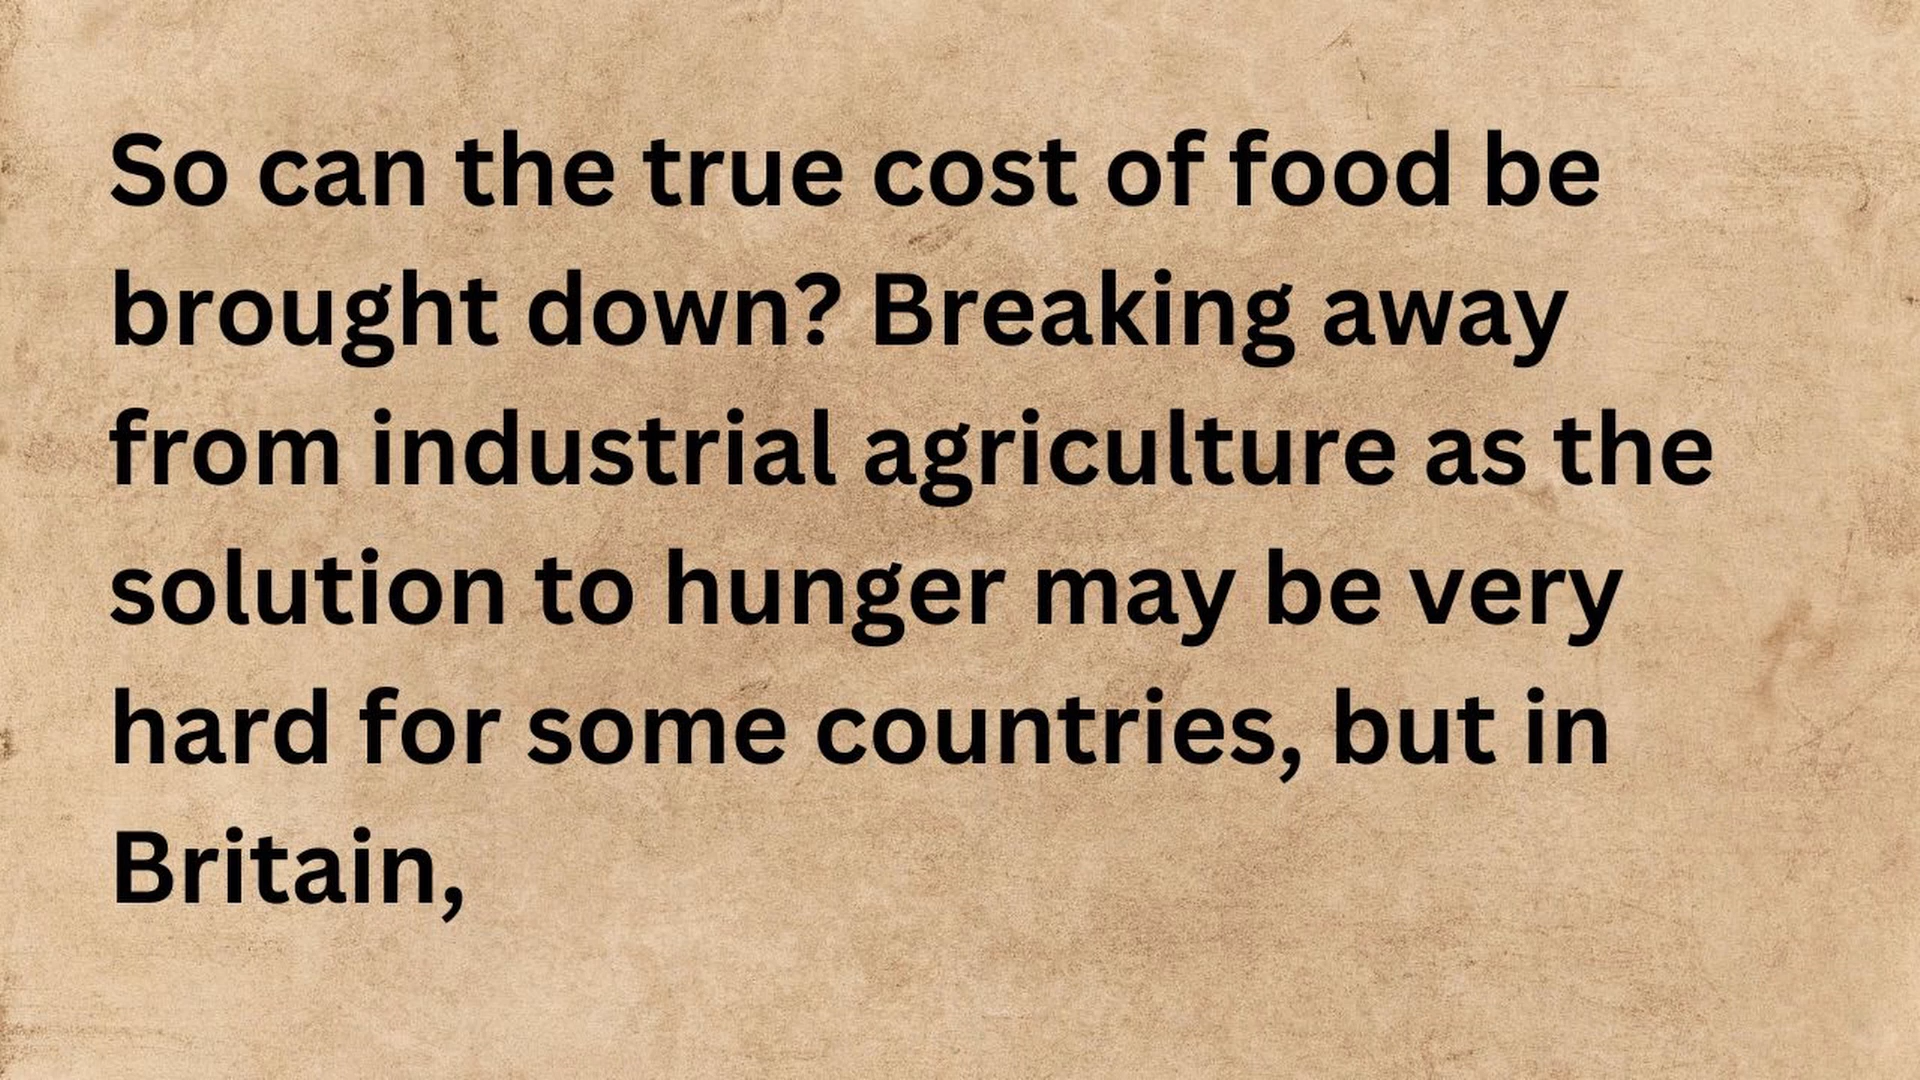 So can the true cost of food be
brought down? Breaking away
from industrial agriculture as the
solution to hunger may be very
hard for some countries, but in
Britain,